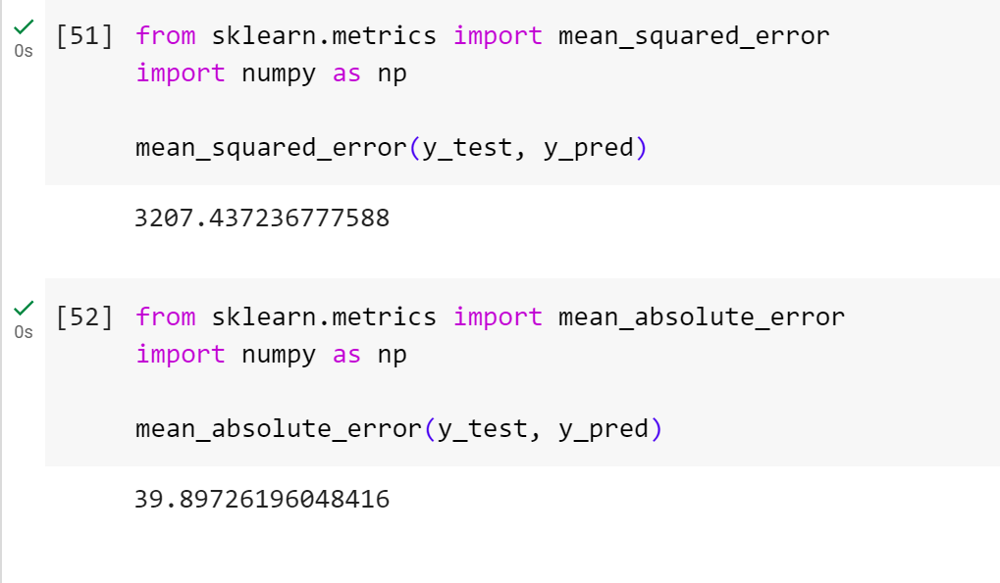 [51] from sklearn.metrics import mean_squared_error
0s
import numpy as np
mean_squared_error(y_test, y_pred)
3207.437236777588
[52] from sklearn.metrics import mean_absolute_error
0s
import numpy as np
mean_absolute_error(y_test, y_pred)
39.89726196048416